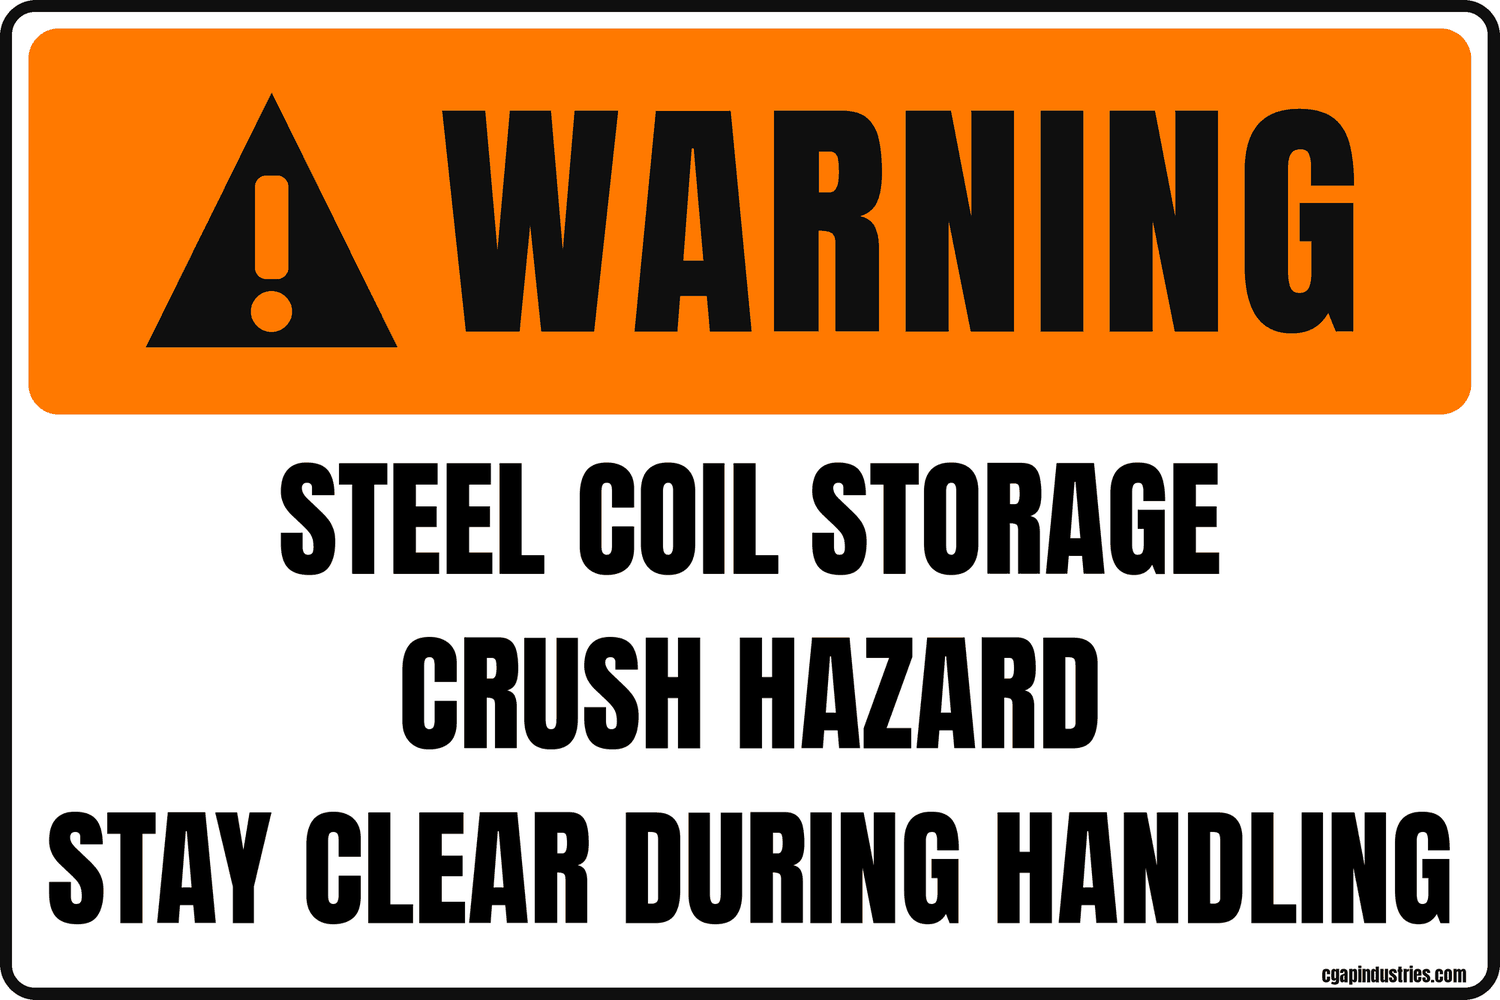 WARNING
STEEL COIL STORAGE
CRUSH HAZARD
STAY CLEAR DURING HANDLING
cgapindustries.com